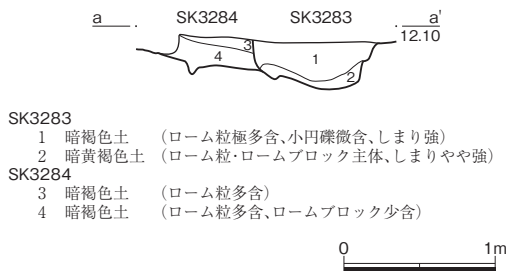 SK3284 SK3283
a a'
12.10
3
1
4
2
SK3283
1 暗褐色土 (ローム粒極多含、小円礫微含、しまり強)
2 暗黄褐色土 (ローム粒・ロームブロック主体、しまりやや強)
SK3284
3 暗褐色土 (ローム粒多含)
4 暗褐色土 (ローム粒多含、ロームブロック少含)
0 1m